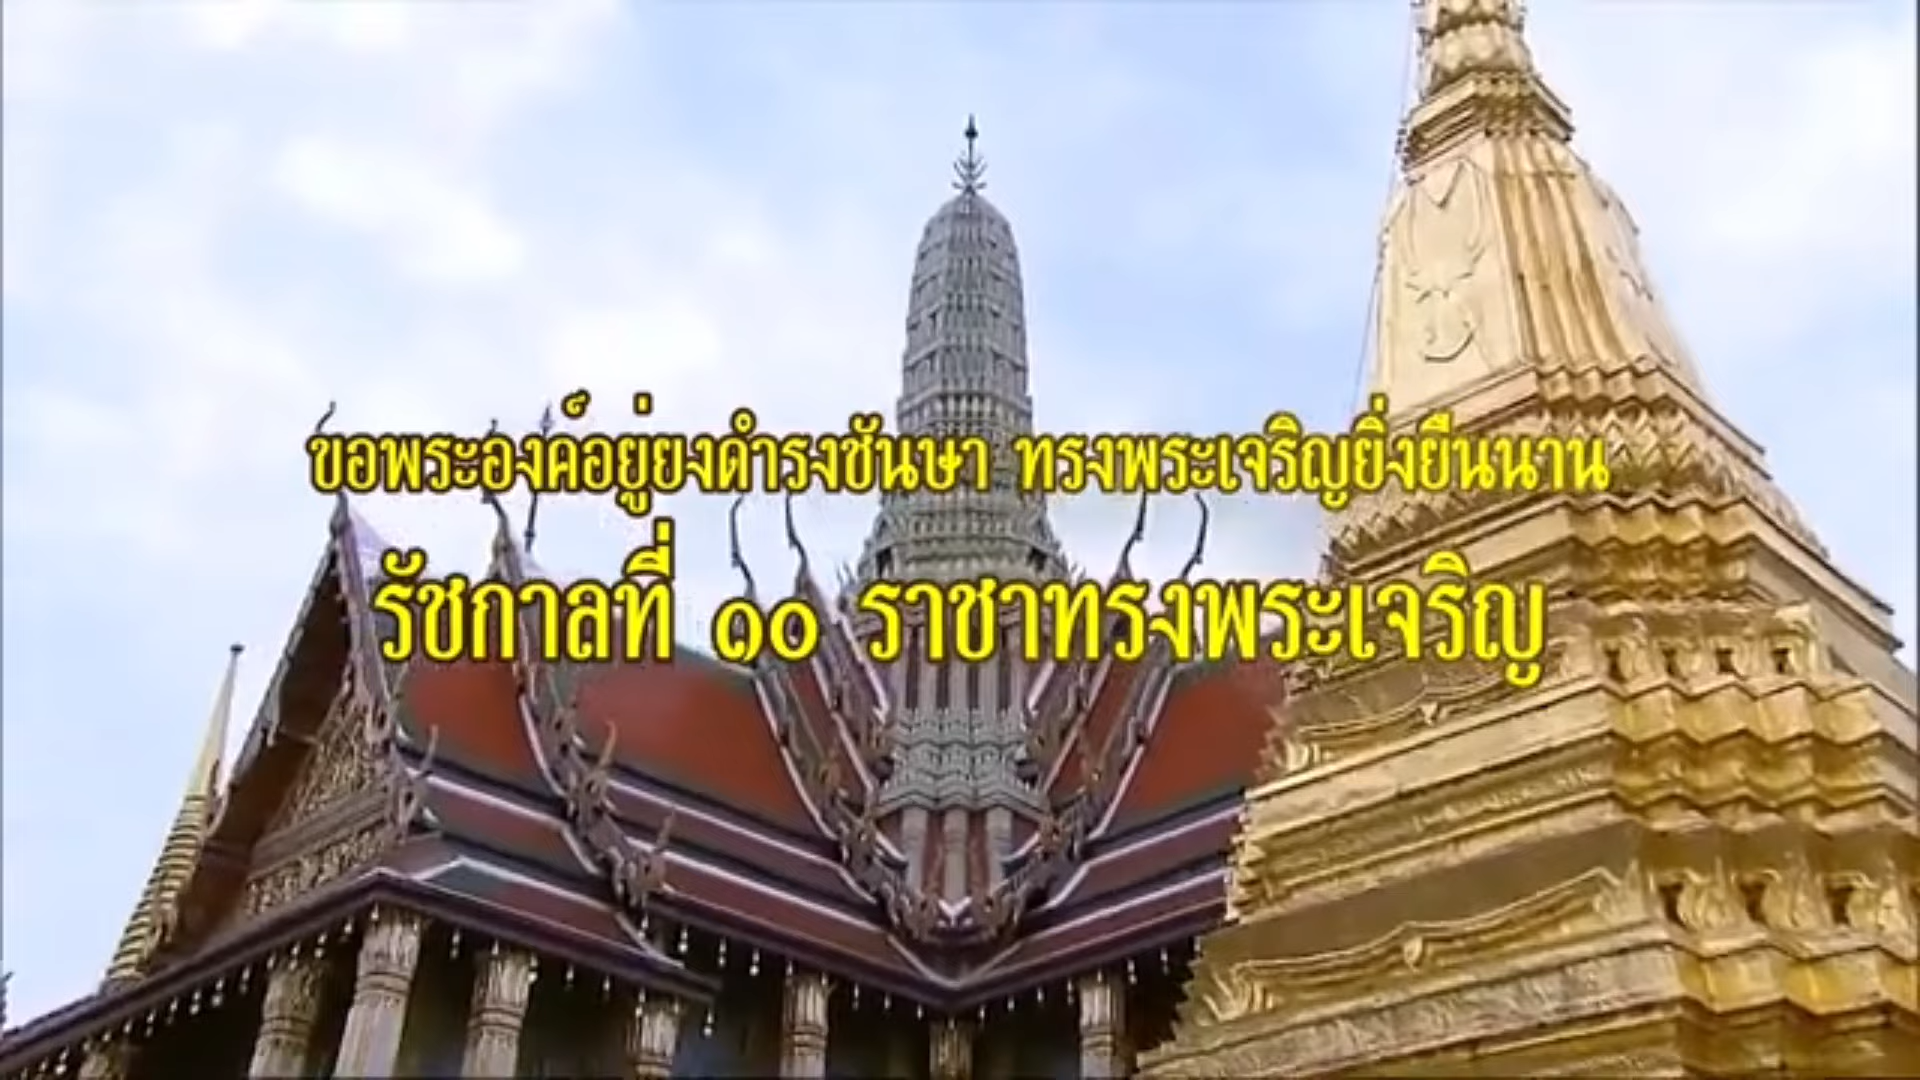 ขอพระองค์อยู่ยงดำรงชันษา ทรงพระเจริญยิ่งยืนนาน
รัชกาลที่ ๑๐ ราชาทรงพระเจริญ